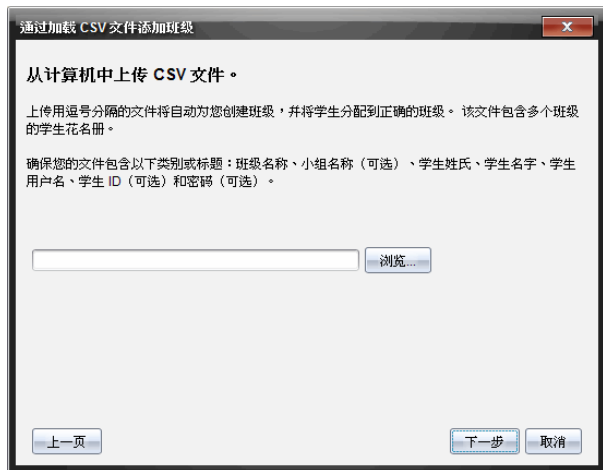 通过加载 CSV 文件添加班级
从计算机中上传 CSV 文件。
上传用逗号分隔的文件将自动为您创建班级，并将学生分配到正确的班级。 该文件包含多个班级
的学生花名册。
确保您的文件包含以下类别或标题：班级名称、小组名称（可选）、学生姓氏、学生名字、学生
用户名、学生 ID（可选）和密码（可选）。
浏览...
上一页
下一步
取消